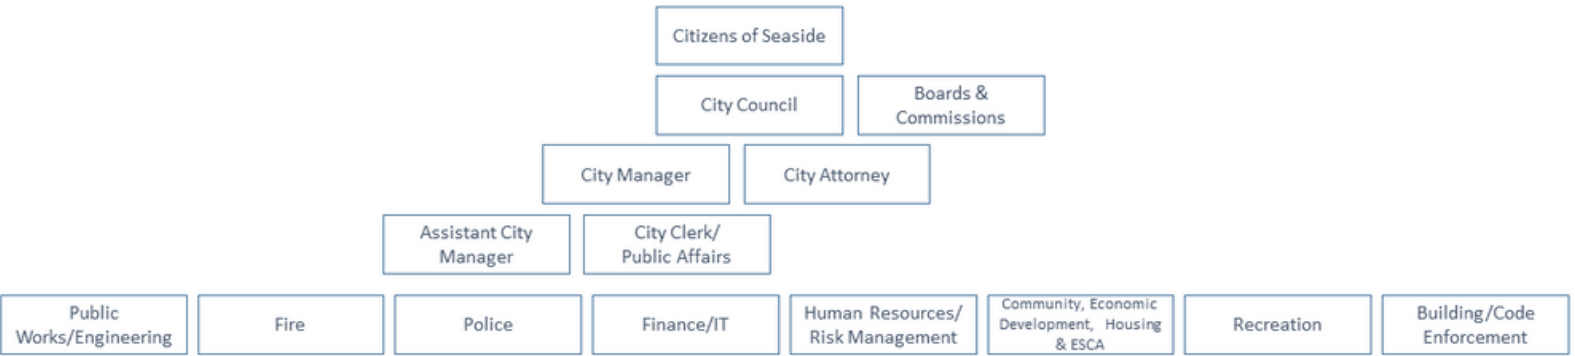 Citizens of Seaside
City Council
Boards &
Commissions
City Manager
City Attorney
Assistant City
Manager
City Clerk/
Public Affairs
Public
Works/Engineering
Fire
Police
Finance/IT
Human Resources/
Risk Management
Community, Economic
Development, Housing
& ESCA
Recreation
Building/Code
Enforcement